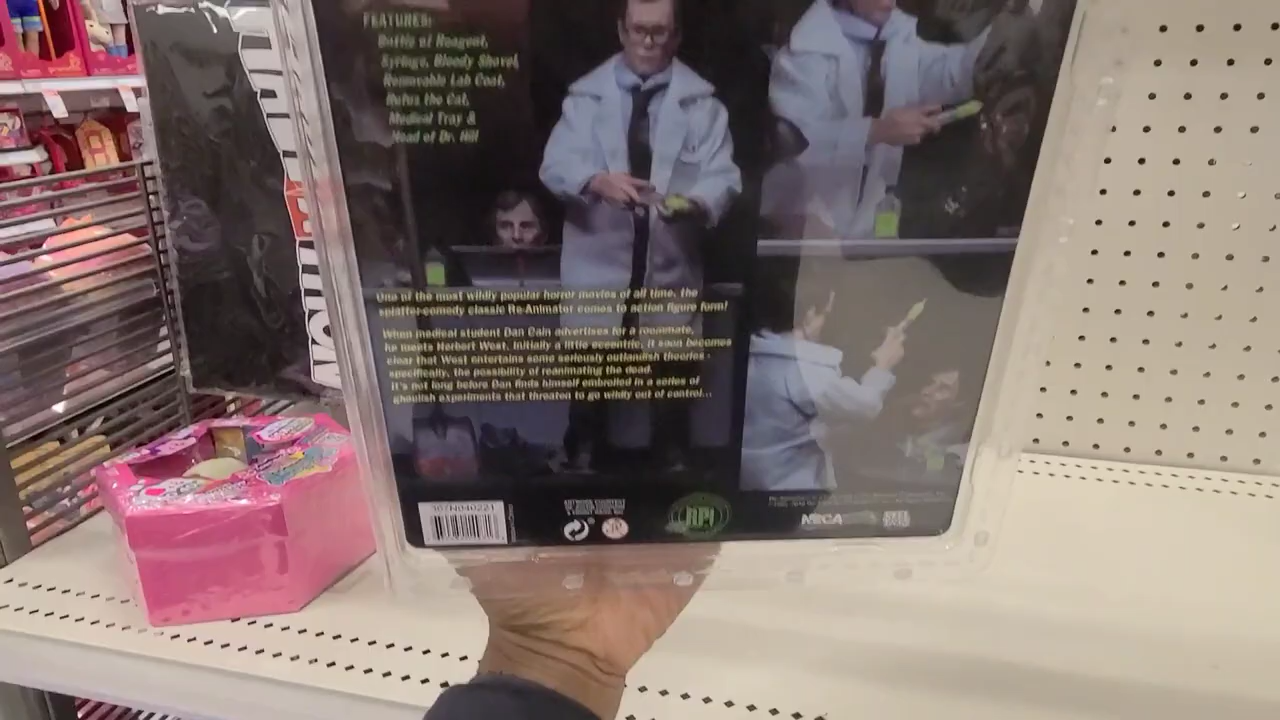 FEATURES:
Bottle of Reagent,
Syringe, Bloody Shovel,
Removable Lab Coat,
Rufus the Cat,
Medical Tray &
Head of Dr. Hill
One of the most wildly popular horror movies of all time, the
splatter-comedy classic Re-Animator comes to action figure form!
When medical student Dan Cain advertises for a roommate,
he meets Herbert West. Initially a little eccentric, it soon becomes
clear that West entertains some seriously outlandish theories -
specifically, the possibility of reanimating the dead.
It's not long before Dan finds himself embroiled in a series of
ghoulish experiments that threaten to go wildly out of control...
307N040221
RPI
NECA